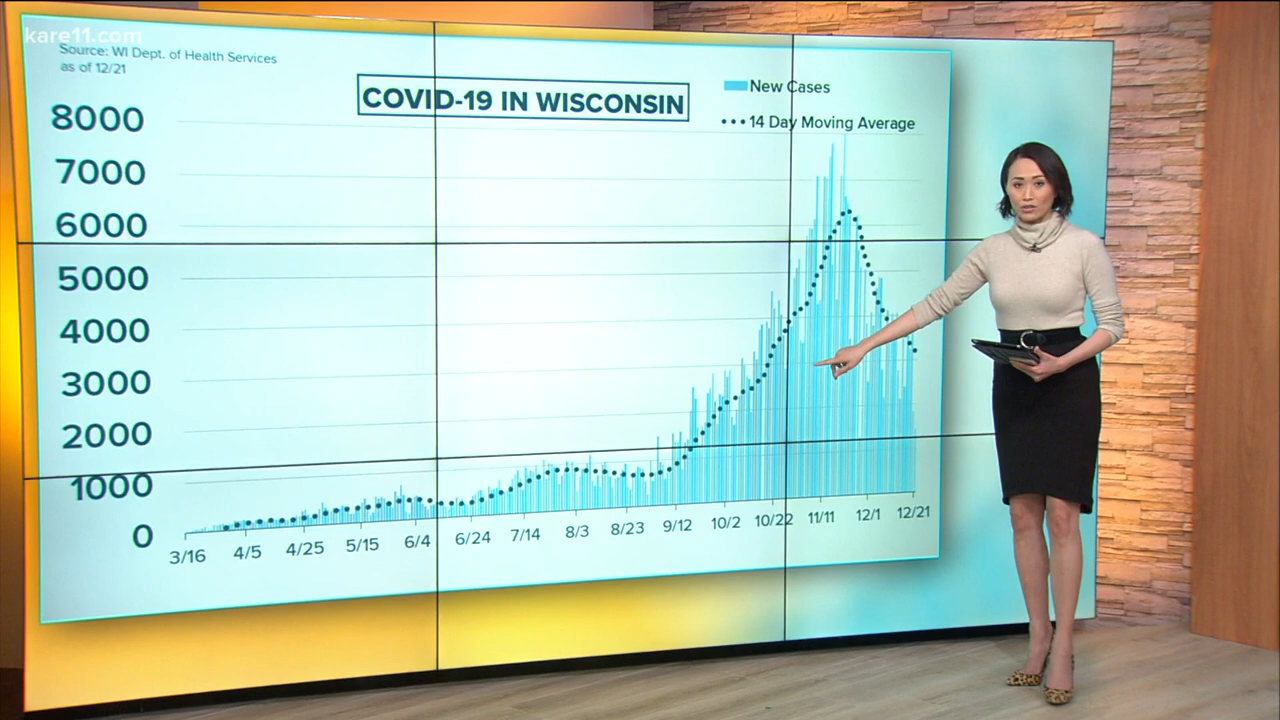 kare11.com
Source: WI Dept. of Health Services
as of 12/21
COVID-19 IN WISCONSIN
New Cases
14 Day Moving Average
8000
7000
6000
5000
4000
3000
2000
1000
0
3/16 4/5 4/25 5/15 6/4 6/24 7/14 8/3 8/23 9/12 10/2 10/22 11/11 12/1 12/21